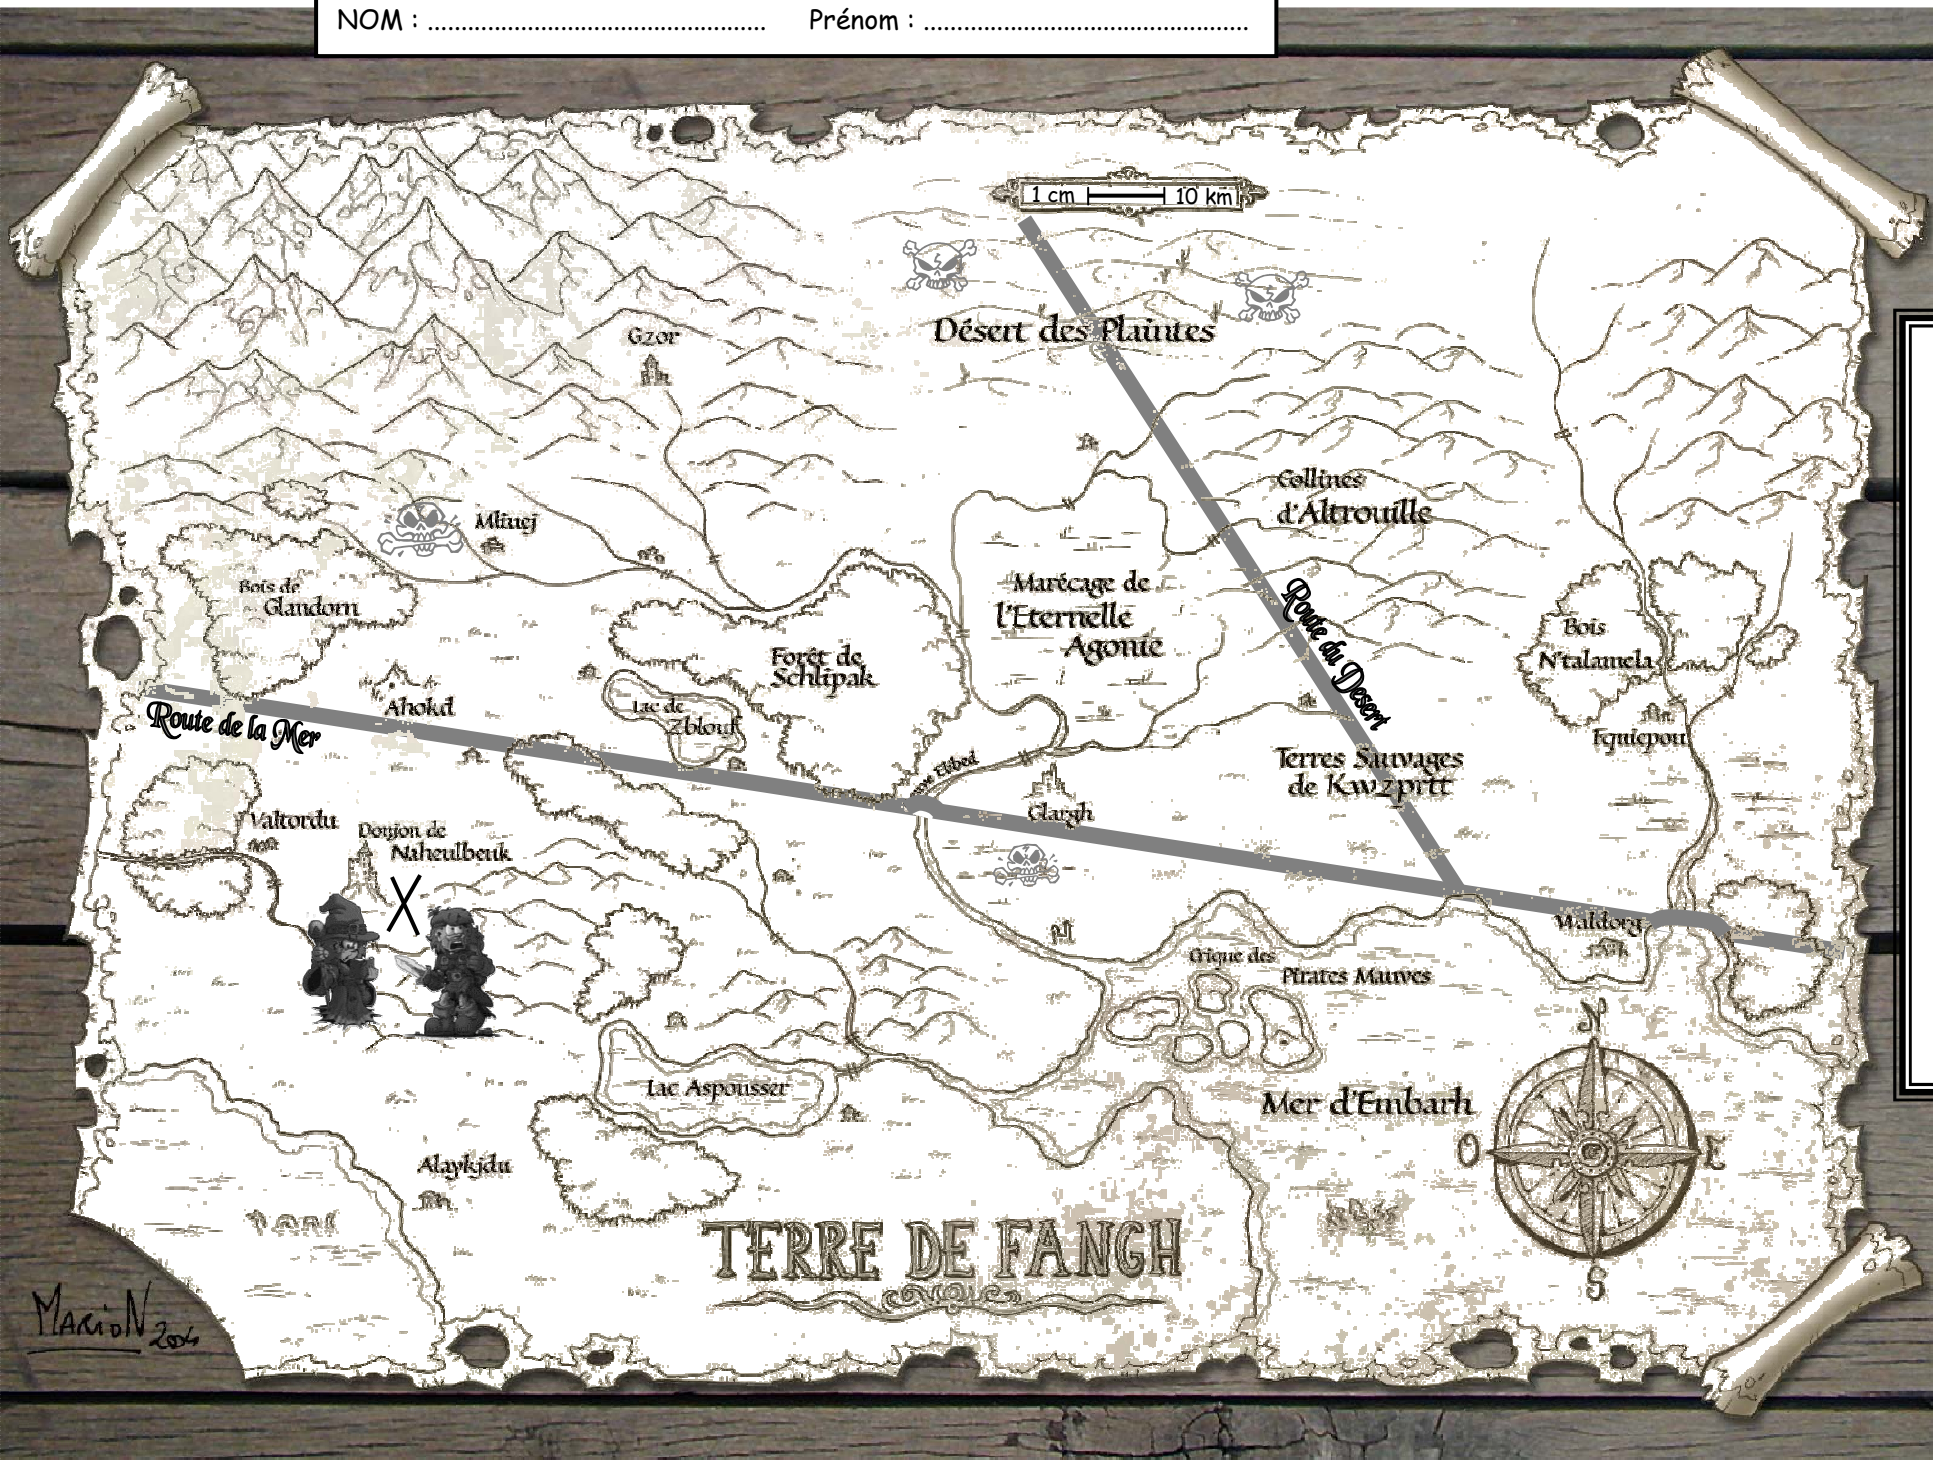 NOM : .................................................. Prénom : ................................................
1 cm 10 km
Désert des Plaintes
Gzor
Collines
d'Altrouille
Mliuej
Bois de
Glandorn
Marécage de
l'Eternelle
Agonie
Route du Desert
Bois
N'talamela
Forêt de
Schlipak
Lac de
Zblouf
Ahokd
Route de la Mer
Terres Sauvages
de Kwzprtt
Glargh
Valtordu
Donjon de
Naheulbeuk
X
Waldorg
Crique des
Pirates Mauves
Lac Aspousser
Mer d'Embarh
N
O
E
S
Alaykjdu
TERRE DE FANGH
MARION
2004